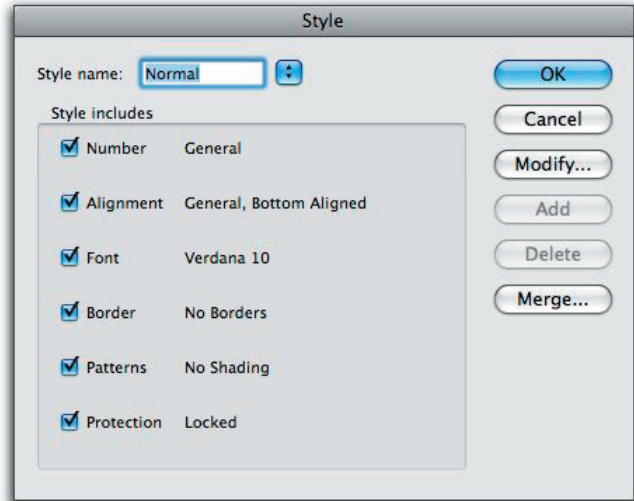 Style
Style name: Normal
Style includes
Number General
Alignment General, Bottom Aligned
Font Verdana 10
Border No Borders
Patterns No Shading
Protection Locked
OK
Cancel
Modify...
Add
Delete
Merge...